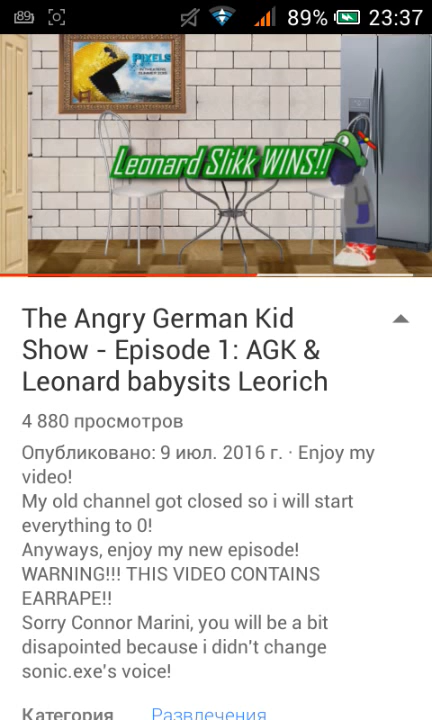 89 89% 23:37
PIXELS
Leonard Slikk WINS!!
The Angry German Kid
Show - Episode 1: AGK &
Leonard babysits Leorich
4 880 просмотров
Опубликовано: 9 июл. 2016 г. · Enjoy my
video!
My old channel got closed so i will start
everything to 0!
Anyways, enjoy my new episode!
WARNING!!! THIS VIDEO CONTAINS
EARRAPE!!
Sorry Connor Marini, you will be a bit
disapointed because i didn't change
sonic.exe's voice!
Категория Развлечения